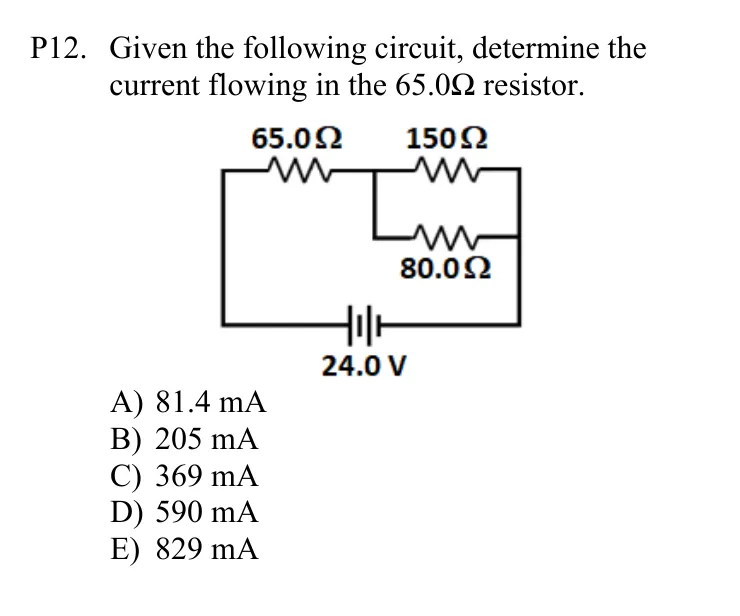 P12. Given the following circuit, determine the
current flowing in the 65.0Ω resistor.
65.0Ω 150Ω
80.0Ω
24.0 V
A) 81.4 mA
B) 205 mA
C) 369 mA
D) 590 mA
E) 829 mA